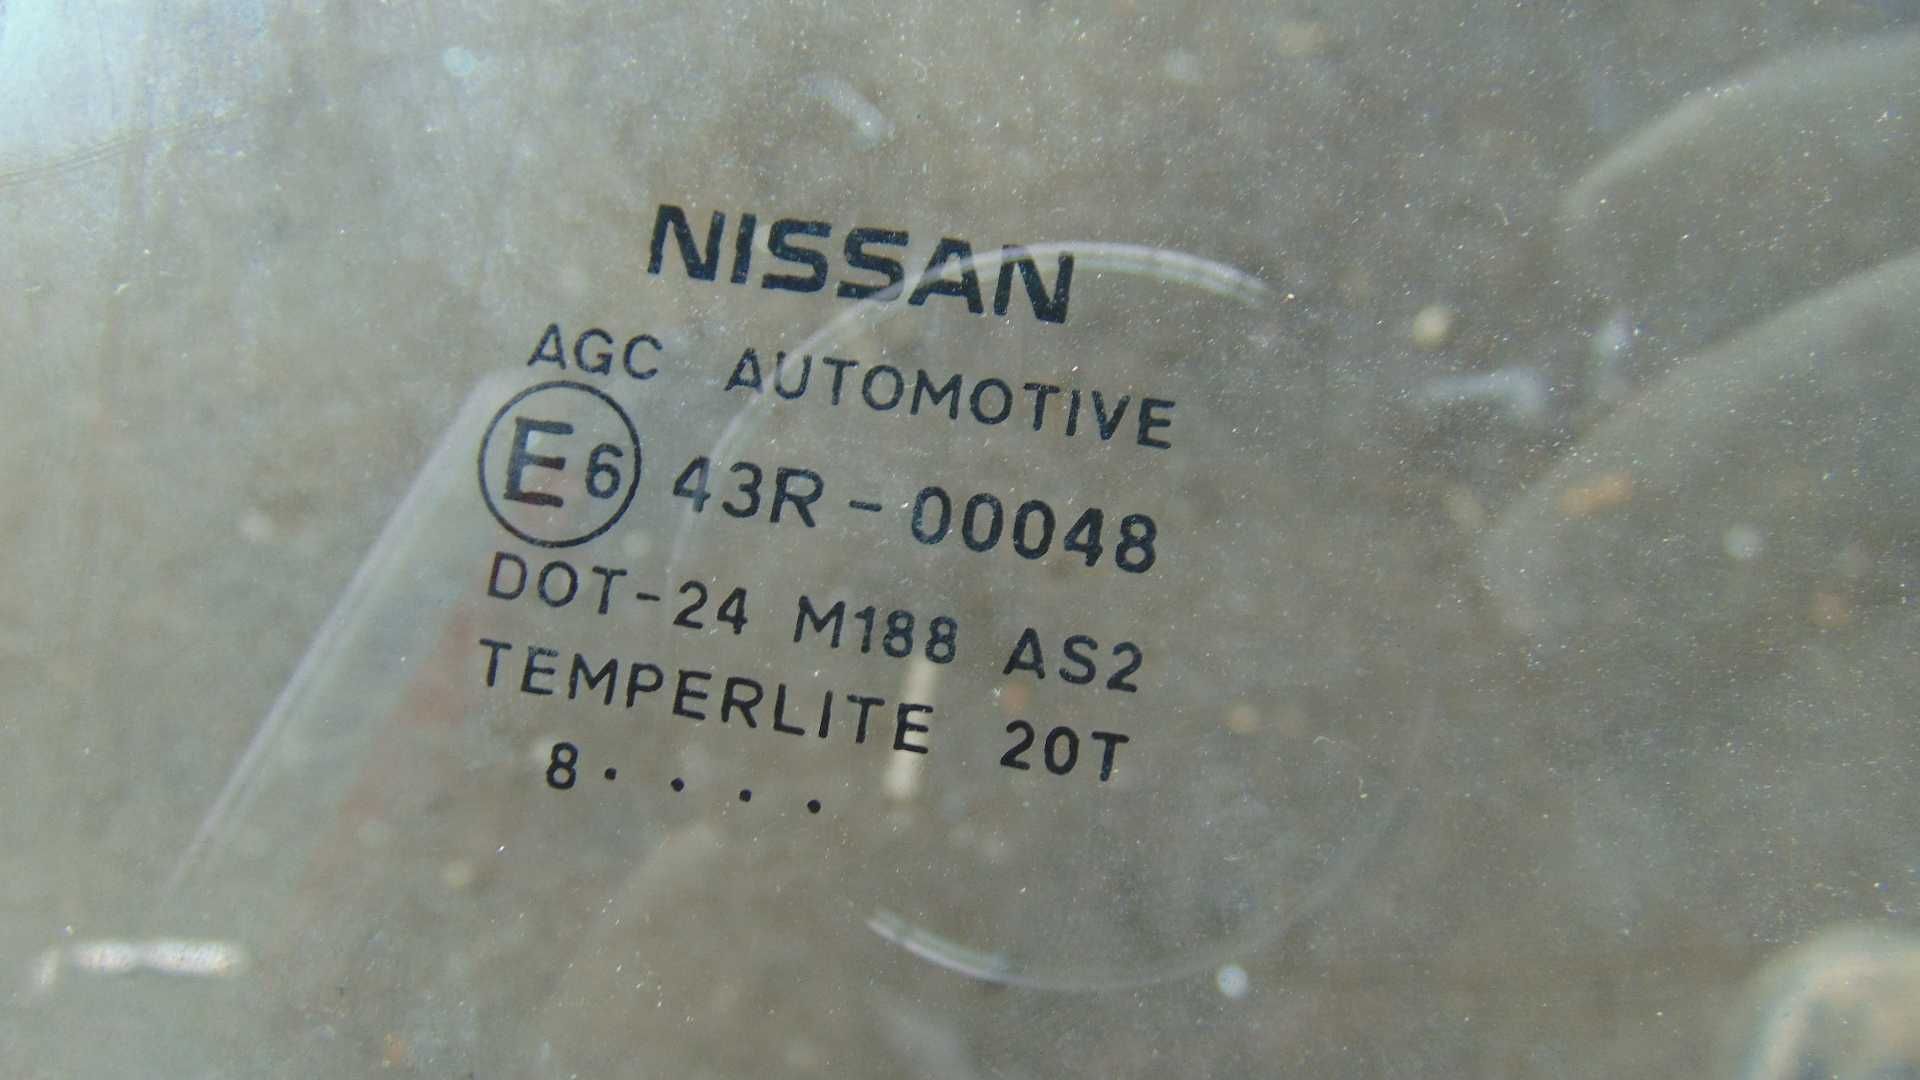 NISSAN
AGC AUTOMOTIVE
E6 43R-00048
DOT-24 M188 AS2
TEMPERLITE 20T
8. . . .